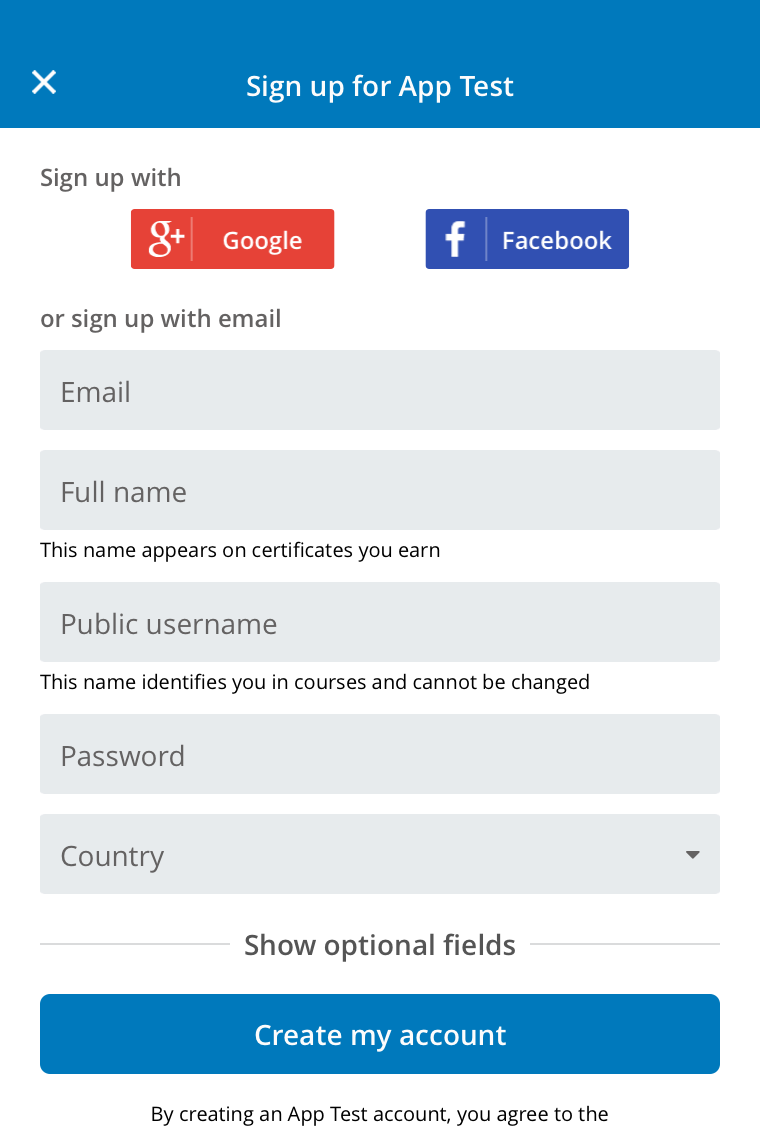 Sign up for App Test
Sign up with
g+ Google
f Facebook
or sign up with email
Email
Full name
This name appears on certificates you earn
Public username
This name identifies you in courses and cannot be changed
Password
Country
Show optional fields
Create my account
By creating an App Test account, you agree to the